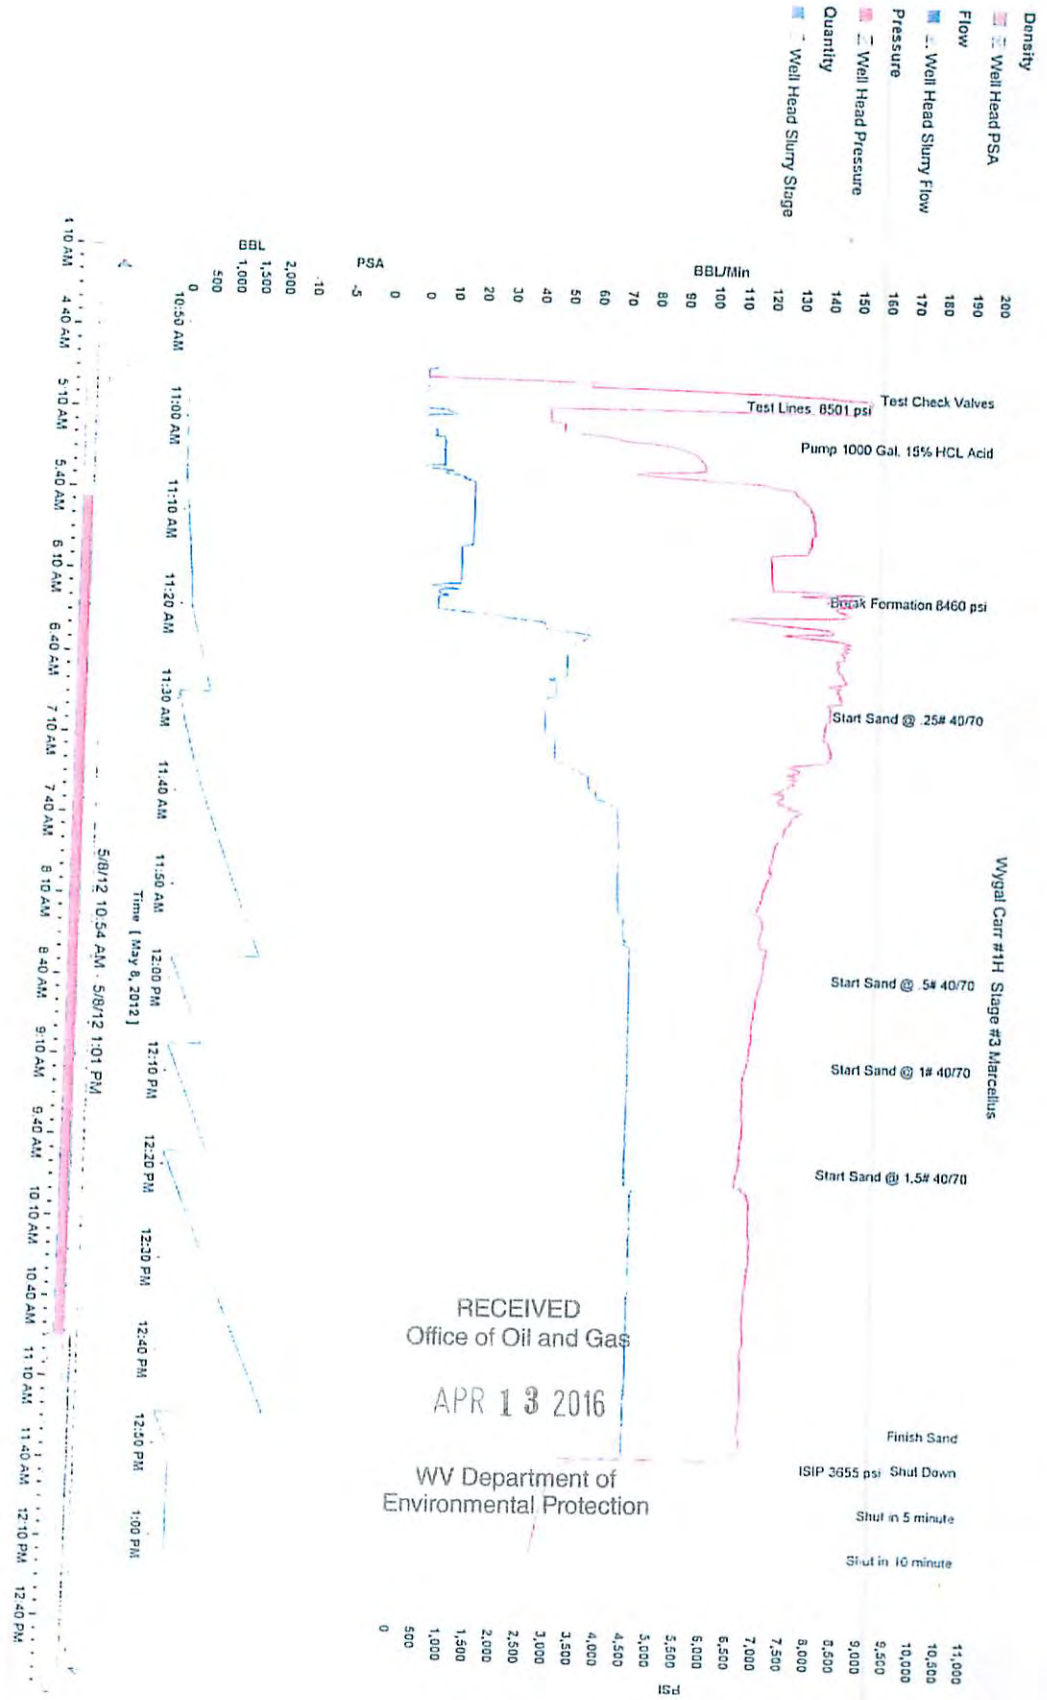 Density
Well Head PSA
Flow
Well Head Slurry Flow
Pressure
Well Head Pressure
Quantity
Well Head Slurry Stage
Wygal Carr #1H Stage #3 Marcellus
200
190
180
170
160
150
140
130
120
110
100
90
80
70
60
50
40
30
20
10
0
BBL/Min
0
-5
-10
PSA
2,000
1,500
1,000
500
0
BBL
Test Check Valves
Test Lines 8501 psi
Pump 1000 Gal. 15% HCL Acid
Break Formation 8460 psi
Start Sand @ .25# 40/70
Start Sand @ .5# 40/70
Start Sand @ 1# 40/70
Start Sand @ 1.5# 40/70
Finish Sand
ISIP 3655 psi Shut Down
Shut in 5 minute
Shut in 10 minute
11,000
10,500
10,000
9,500
9,000
8,500
8,000
7,500
7,000
6,500
6,000
5,500
5,000
4,500
4,000
3,500
3,000
2,500
2,000
1,500
1,000
500
0
PSI
RECEIVED
Office of Oil and Gas
APR 13 2016
WV Department of
Environmental Protection
10:50 AM 11:00 AM 11:10 AM 11:20 AM 11:30 AM 11:40 AM 11:50 AM 12:00 PM 12:10 PM 12:20 PM 12:30 PM 12:40 PM 12:50 PM 1:00 PM
Time [ May 8, 2012 ]
5/8/12 10:54 AM - 5/8/12 1:01 PM
4:10 AM 4:40 AM 5:10 AM 5:40 AM 6:10 AM 6:40 AM 7:10 AM 7:40 AM 8:10 AM 8:40 AM 9:10 AM 9:40 AM 10:10 AM 10:40 AM 11:10 AM 11:40 AM 12:10 PM 12:40 PM